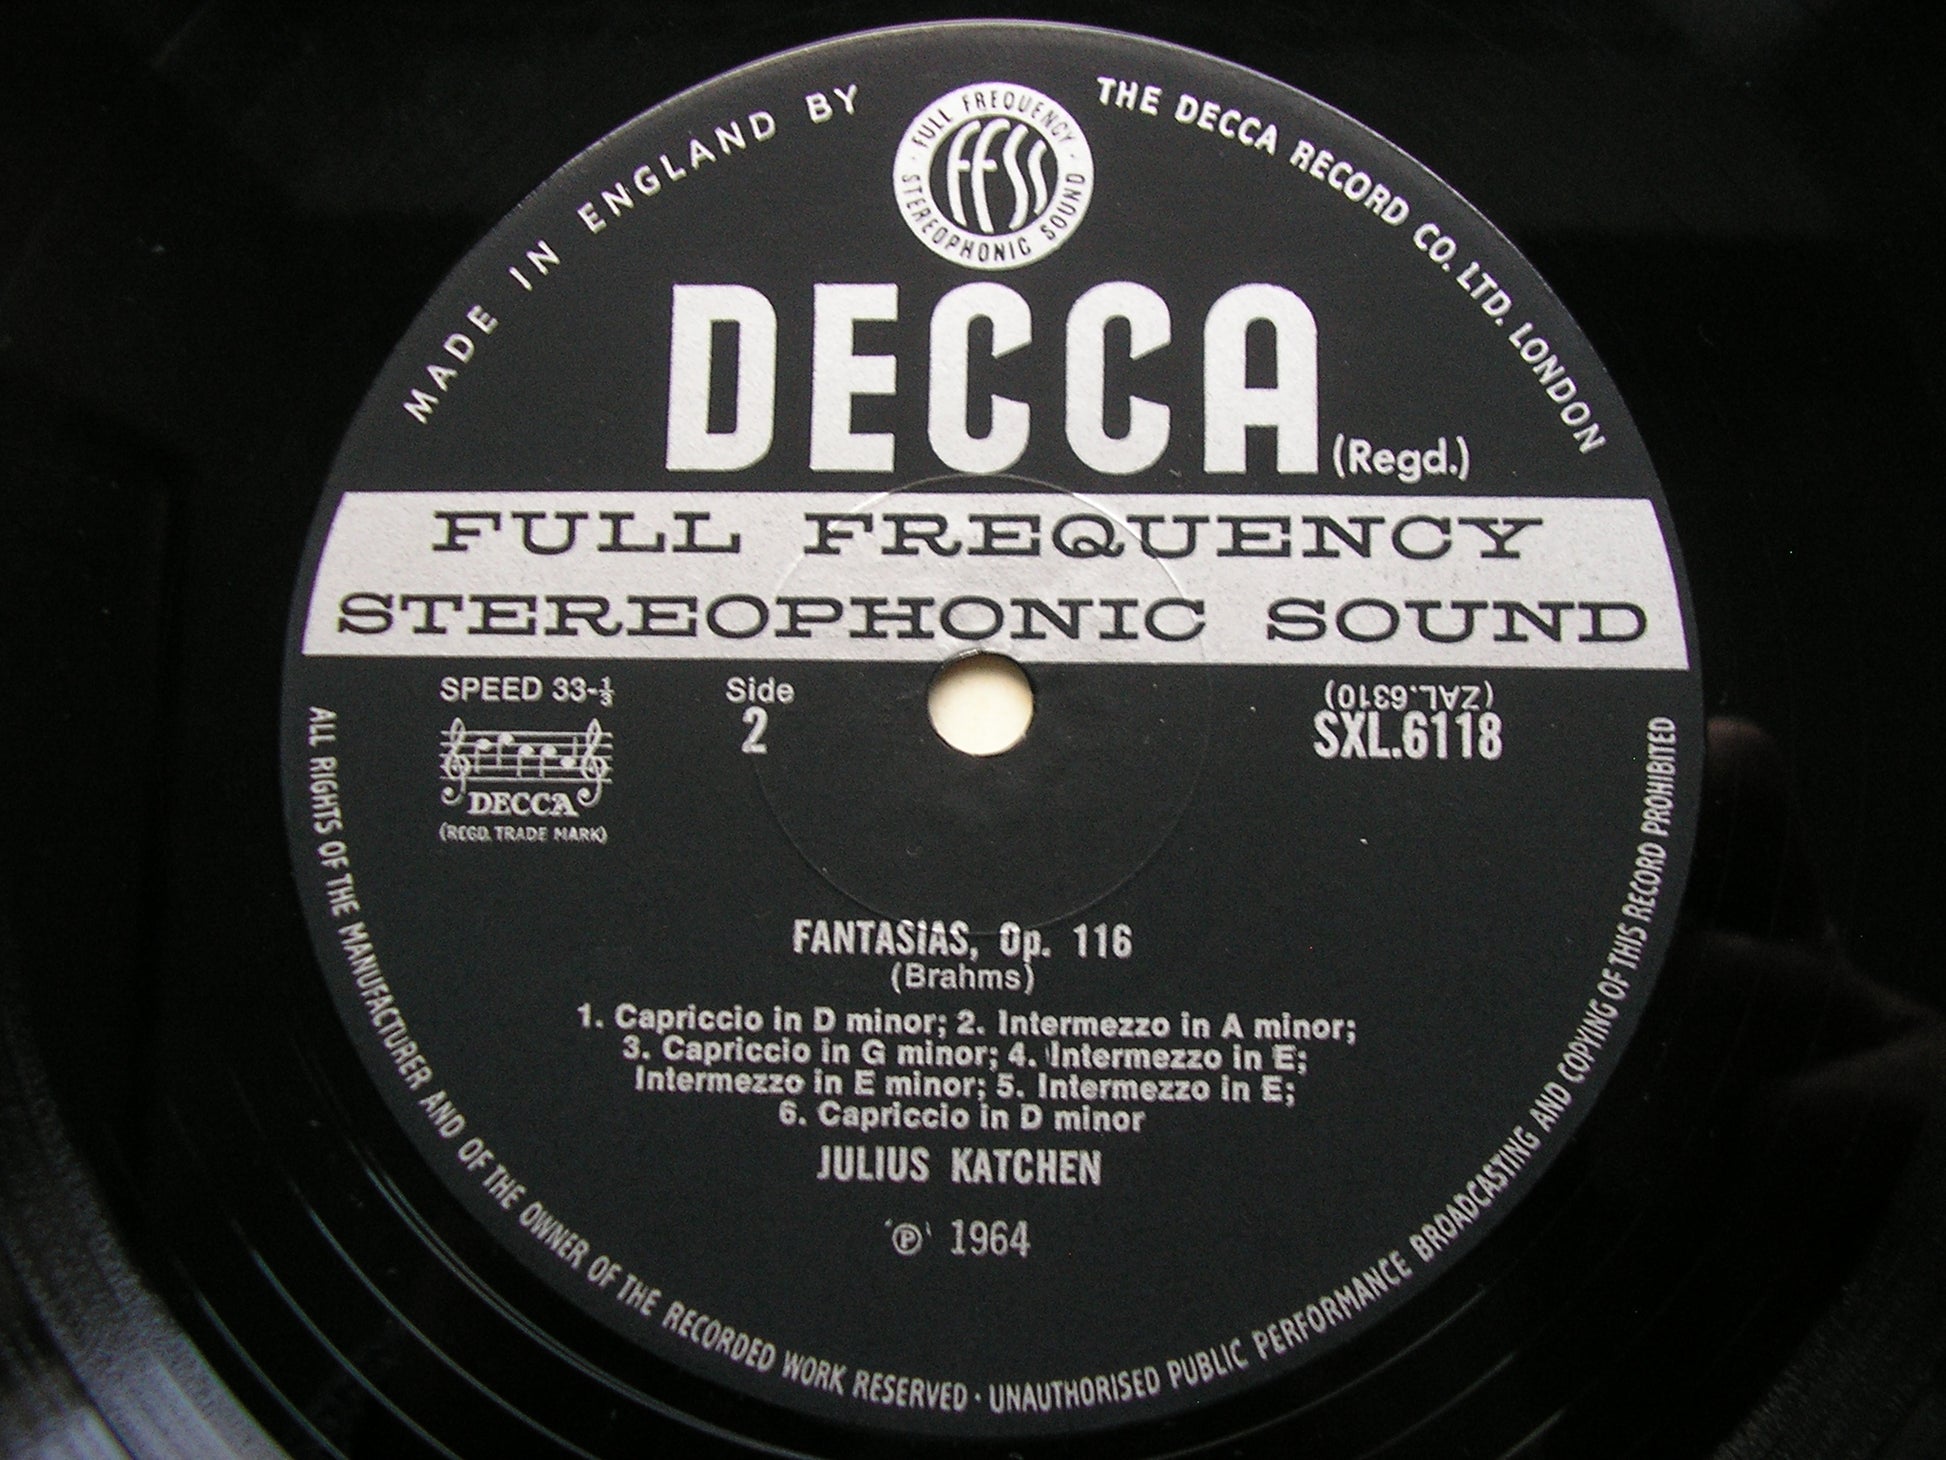 MADE IN ENGLAND BY
THE DECCA RECORD CO. LTD. LONDON
FULL FREQUENCY
FFSS
STEREOPHONIC SOUND
DECCA
(Regd.)
FULL FREQUENCY
STEREOPHONIC SOUND
SPEED 33-⅓
DECCA
(REGD. TRADE MARK)
Side
2
(ZAL.6310)
SXL.6118
FANTASIAS, Op. 116
(Brahms)
1. Capriccio in D minor; 2. Intermezzo in A minor;
3. Capriccio in G minor; 4. Intermezzo in E;
Intermezzo in E minor; 5. Intermezzo in E;
6. Capriccio in D minor
JULIUS KATCHEN
'℗' 1964
ALL RIGHTS OF THE MANUFACTURER AND OF THE OWNER OF THE RECORDED WORK RESERVED · UNAUTHORISED PUBLIC PERFORMANCE BROADCASTING AND COPYING OF THIS RECORD PROHIBITED